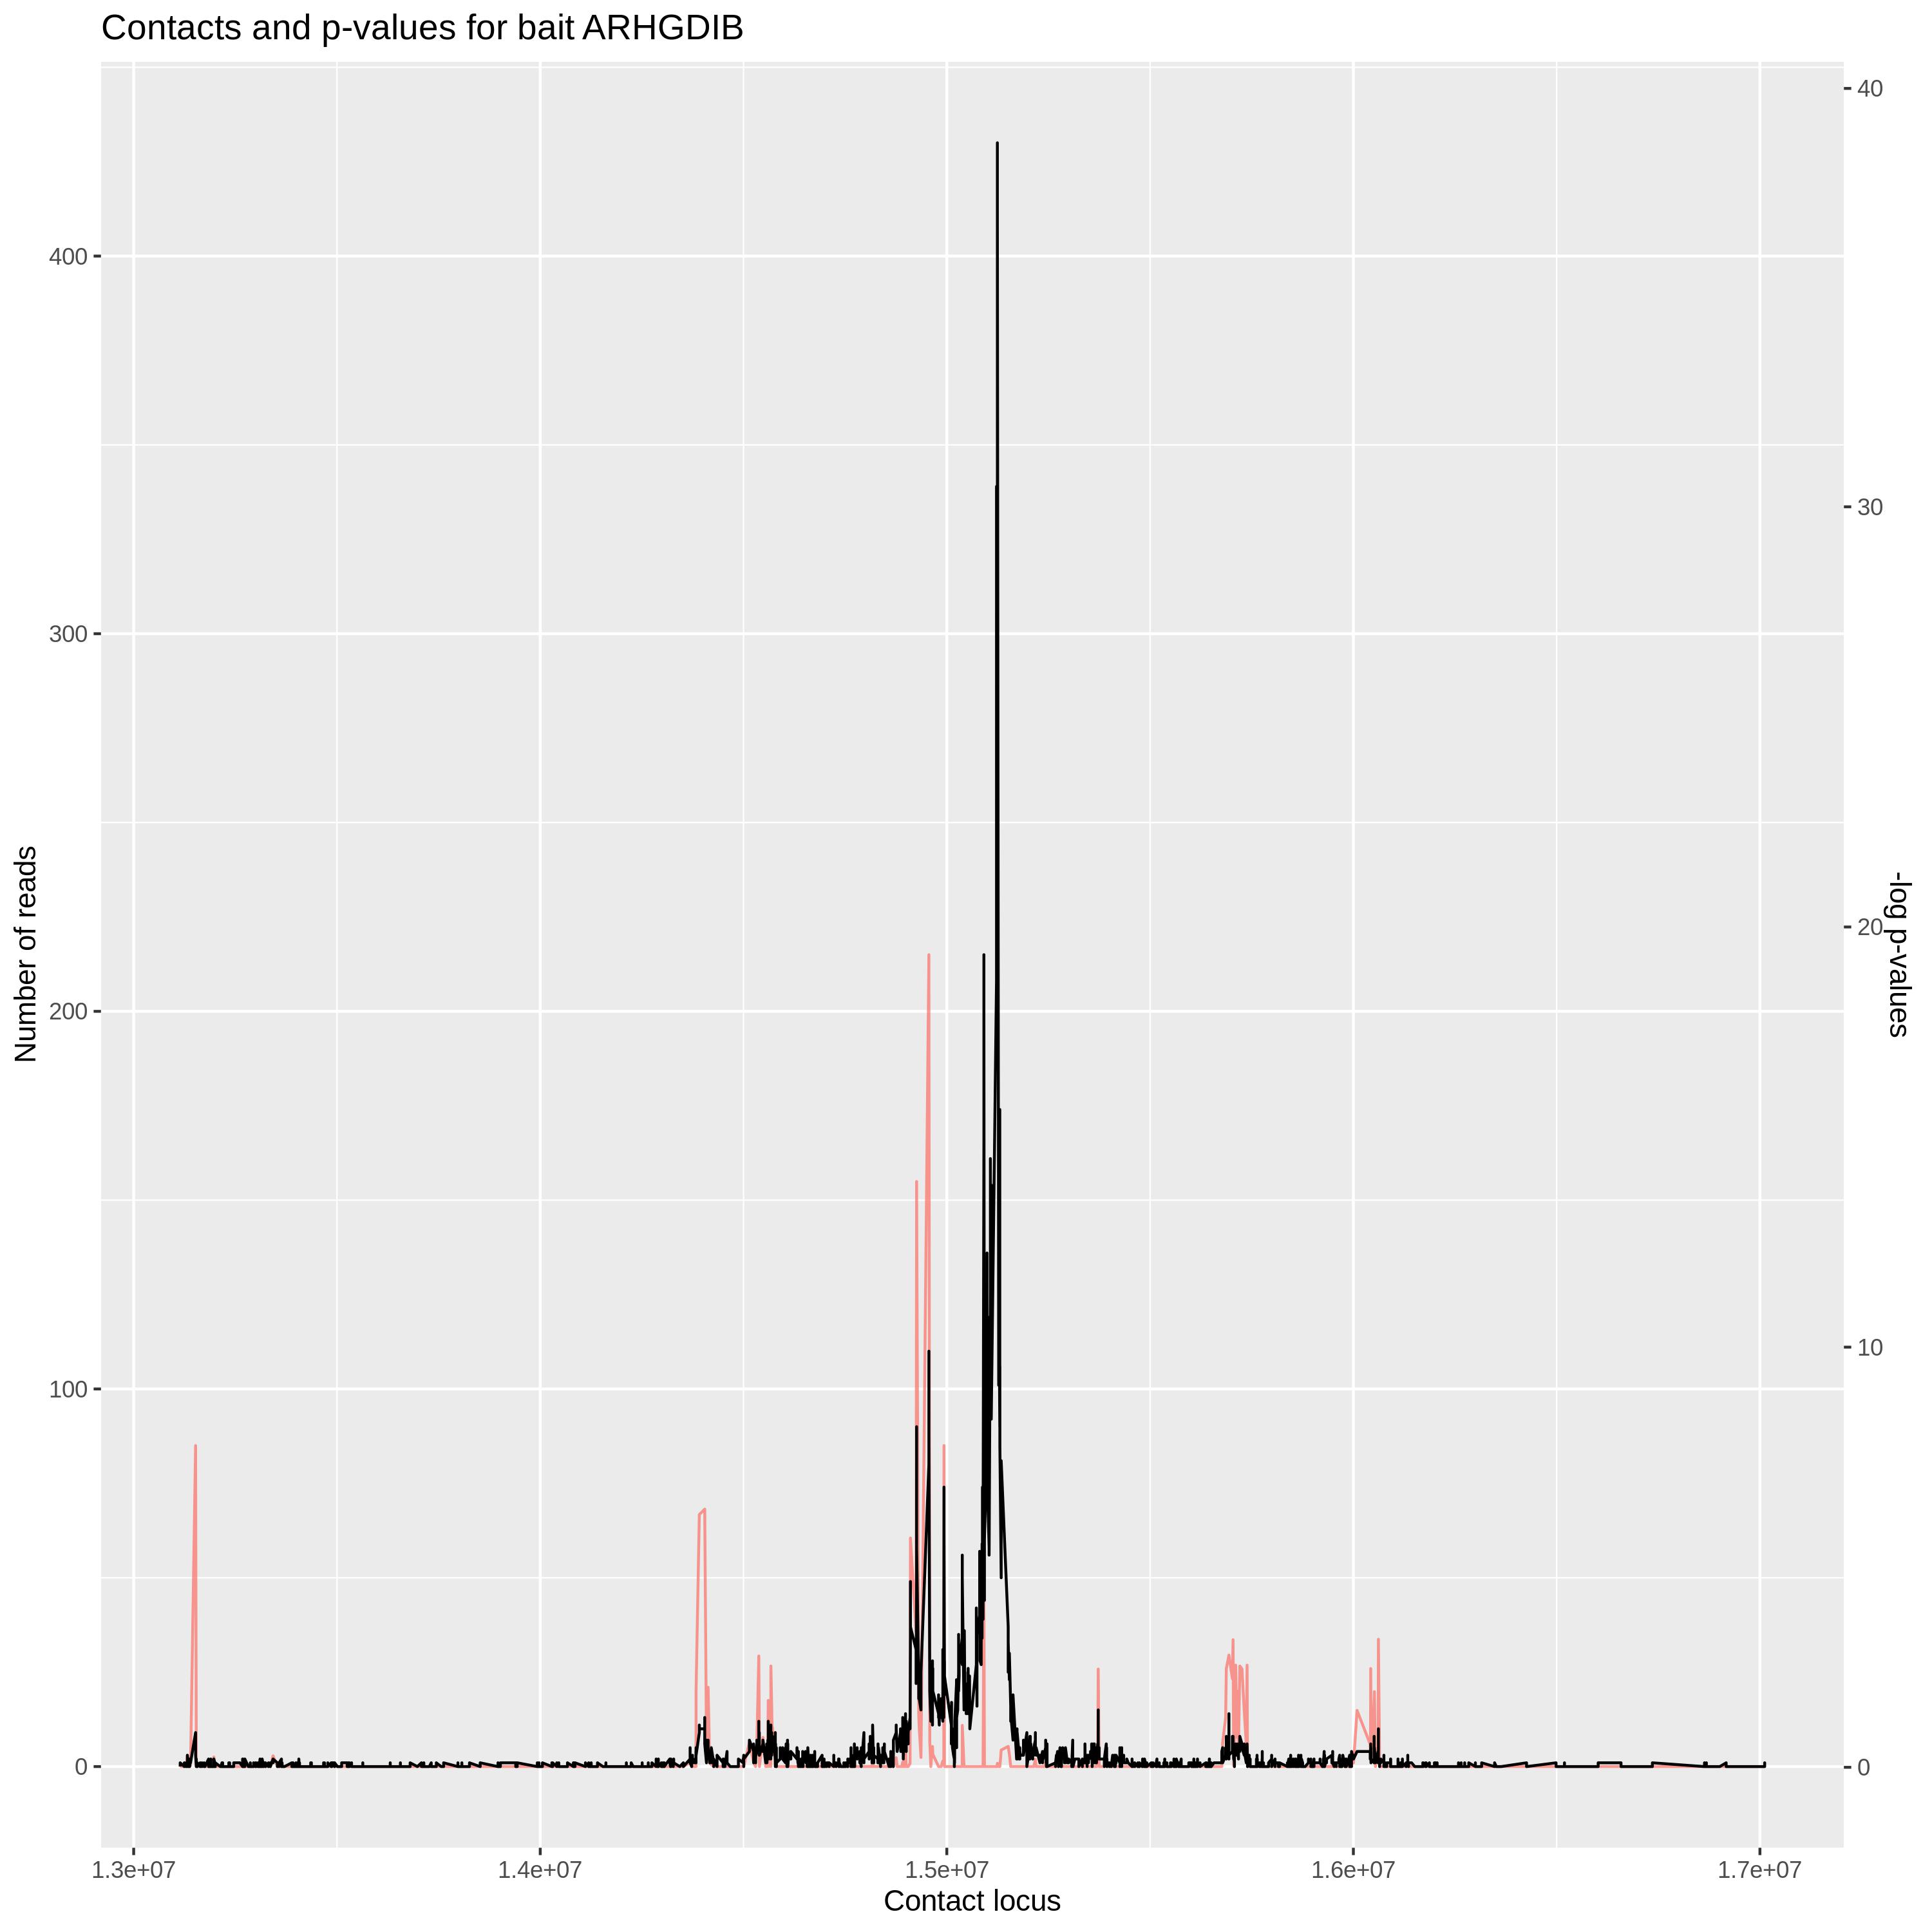 Contacts and p-values for bait ARHGDIB
Number of reads
400
300
200
100
0
40
30
20
10
0
-log p-values
1.3e+07 1.4e+07 1.5e+07 1.6e+07 1.7e+07
Contact locus